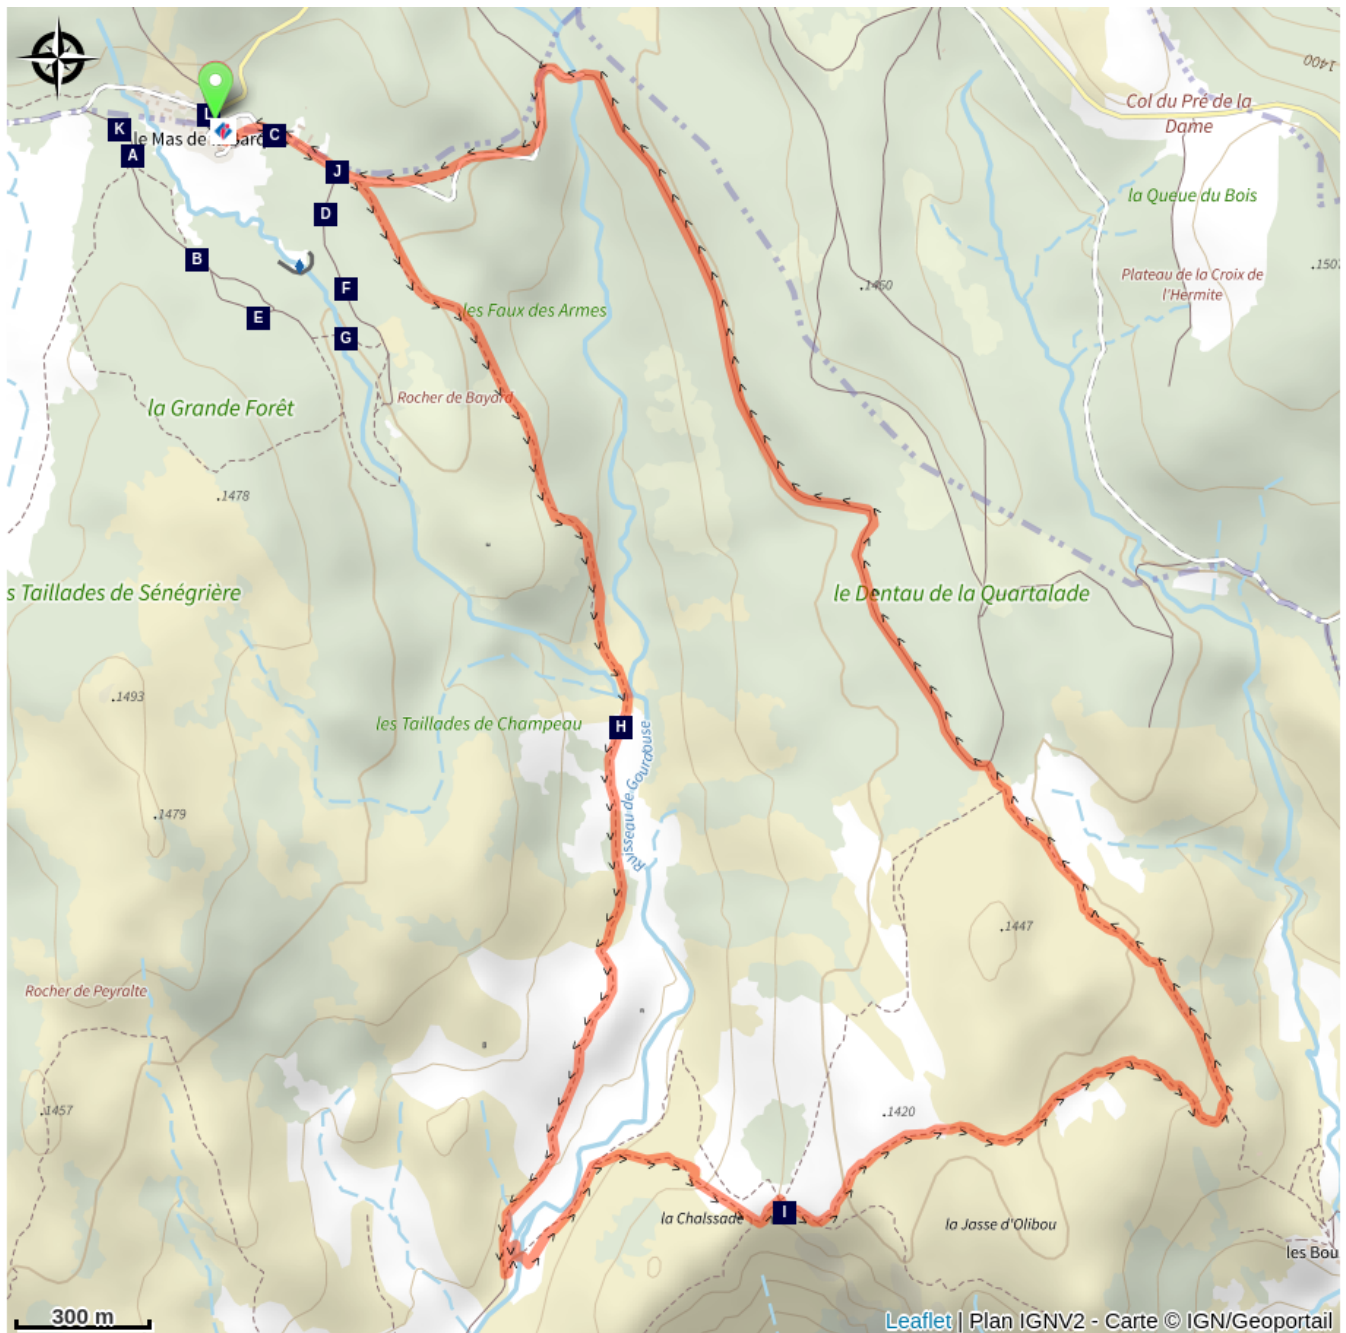 1400
Col du Pré de la
Dame
L
K
C
A
J
la Queue du Bois
D
B
1507
Plateau de la Croix de
l'Hermite
.1460
F
les Faux des Armes
E
G
Rocher de Bayard
la Grande Forêt
.1478
s Taillades de Sénégrière
le Dentau de la Quartalade
.1493
les Taillades de Champeau
H
Ruisseau de Gourdouse
.1479
.1447
Rocher de Peyralte
.1457
.1420
I
la Chalssade
la Jasse d'Olibou
les Bou
300 m
Leaflet | Plan IGNV2 - Carte © IGN/Geoportail